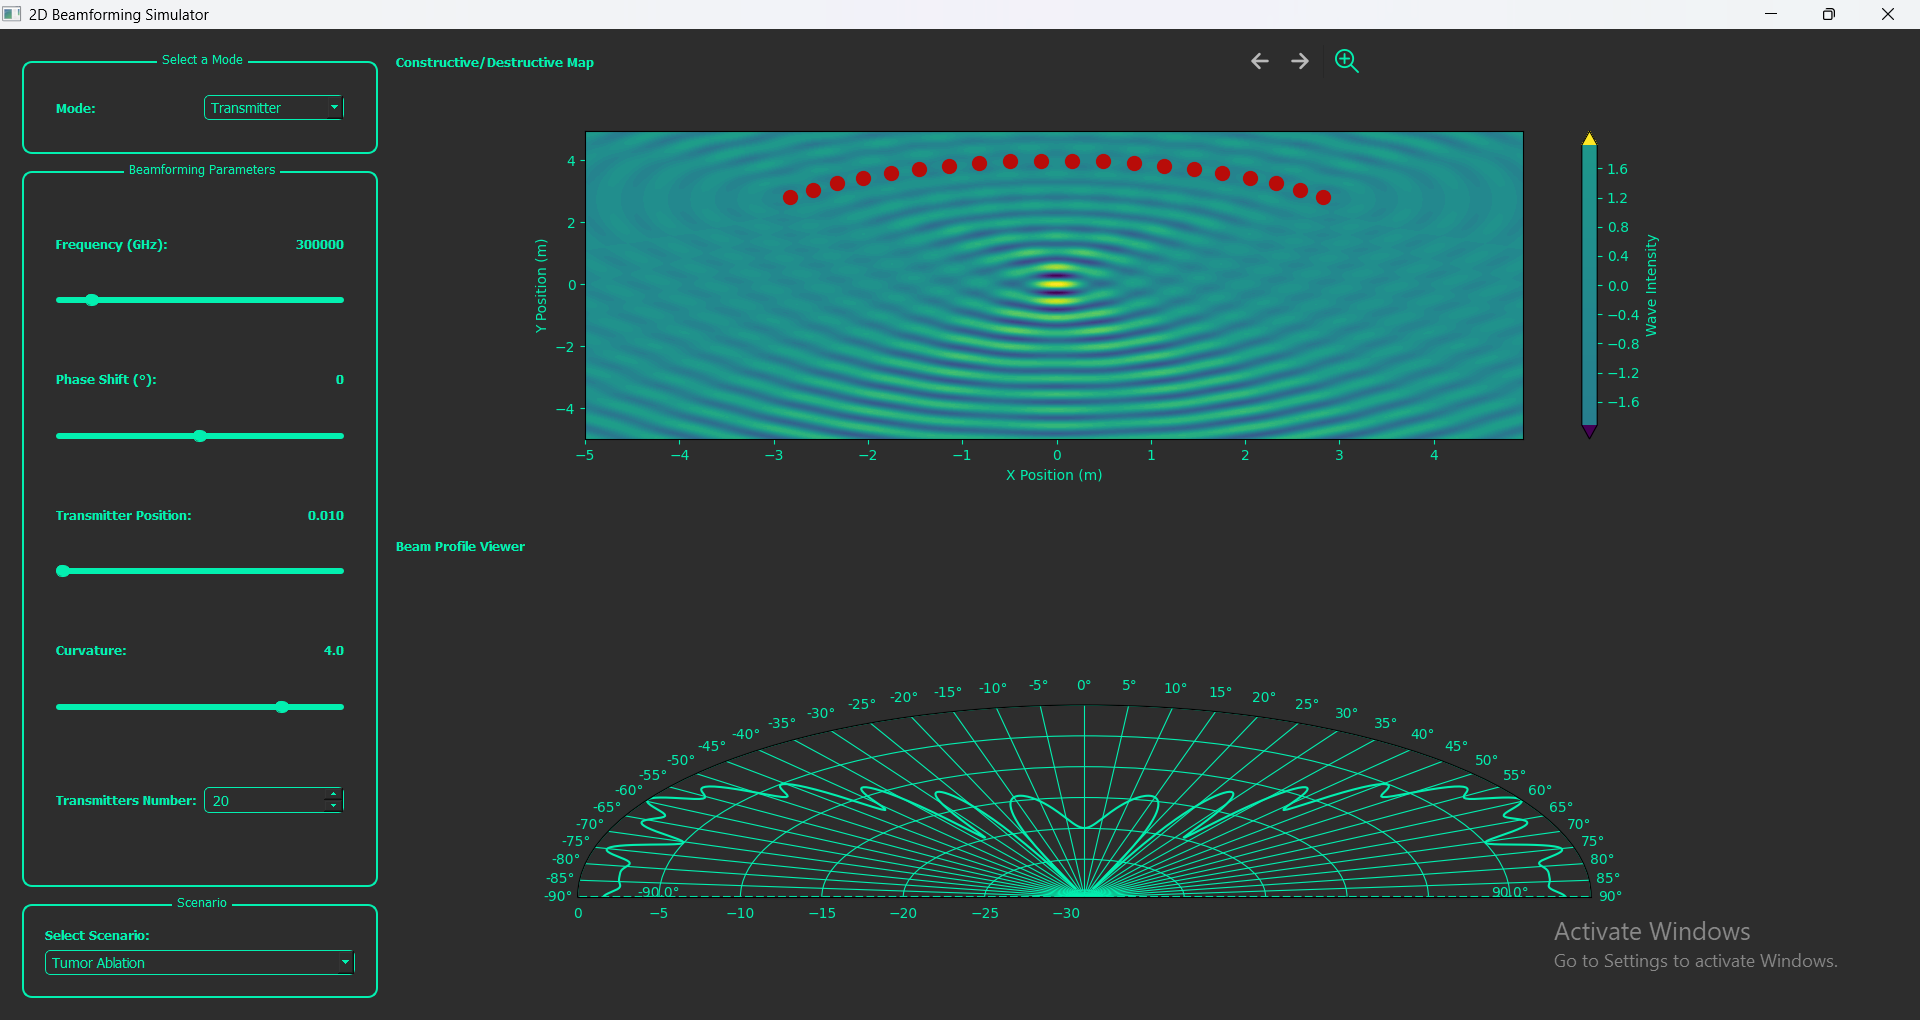 2D Beamforming Simulator
Select a Mode
Mode: Transmitter
Beamforming Parameters
Frequency (GHz): 300000
Phase Shift (°): 0
Transmitter Position: 0.010
Curvature: 4.0
Transmitters Number: 20
Scenario
Select Scenario:
Tumor Ablation
Constructive/Destructive Map
4
2
0
−2
−4
Y Position (m)
−5 −4 −3 −2 −1 0 1 2 3 4
X Position (m)
1.6
1.2
0.8
0.4
0.0
−0.4
−0.8
−1.2
−1.6
Wave Intensity
Beam Profile Viewer
-90° -85° -80° -75° -70° -65° -60° -55° -50° -45° -40° -35° -30° -25° -20° -15° -10° -5° 0° 5° 10° 15° 20° 25° 30° 35° 40° 45° 50° 55° 60° 65° 70° 75° 80° 85° 90°
-90.0° 90.0°
0 −5 −10 −15 −20 −25 −30
Activate Windows
Go to Settings to activate Windows.